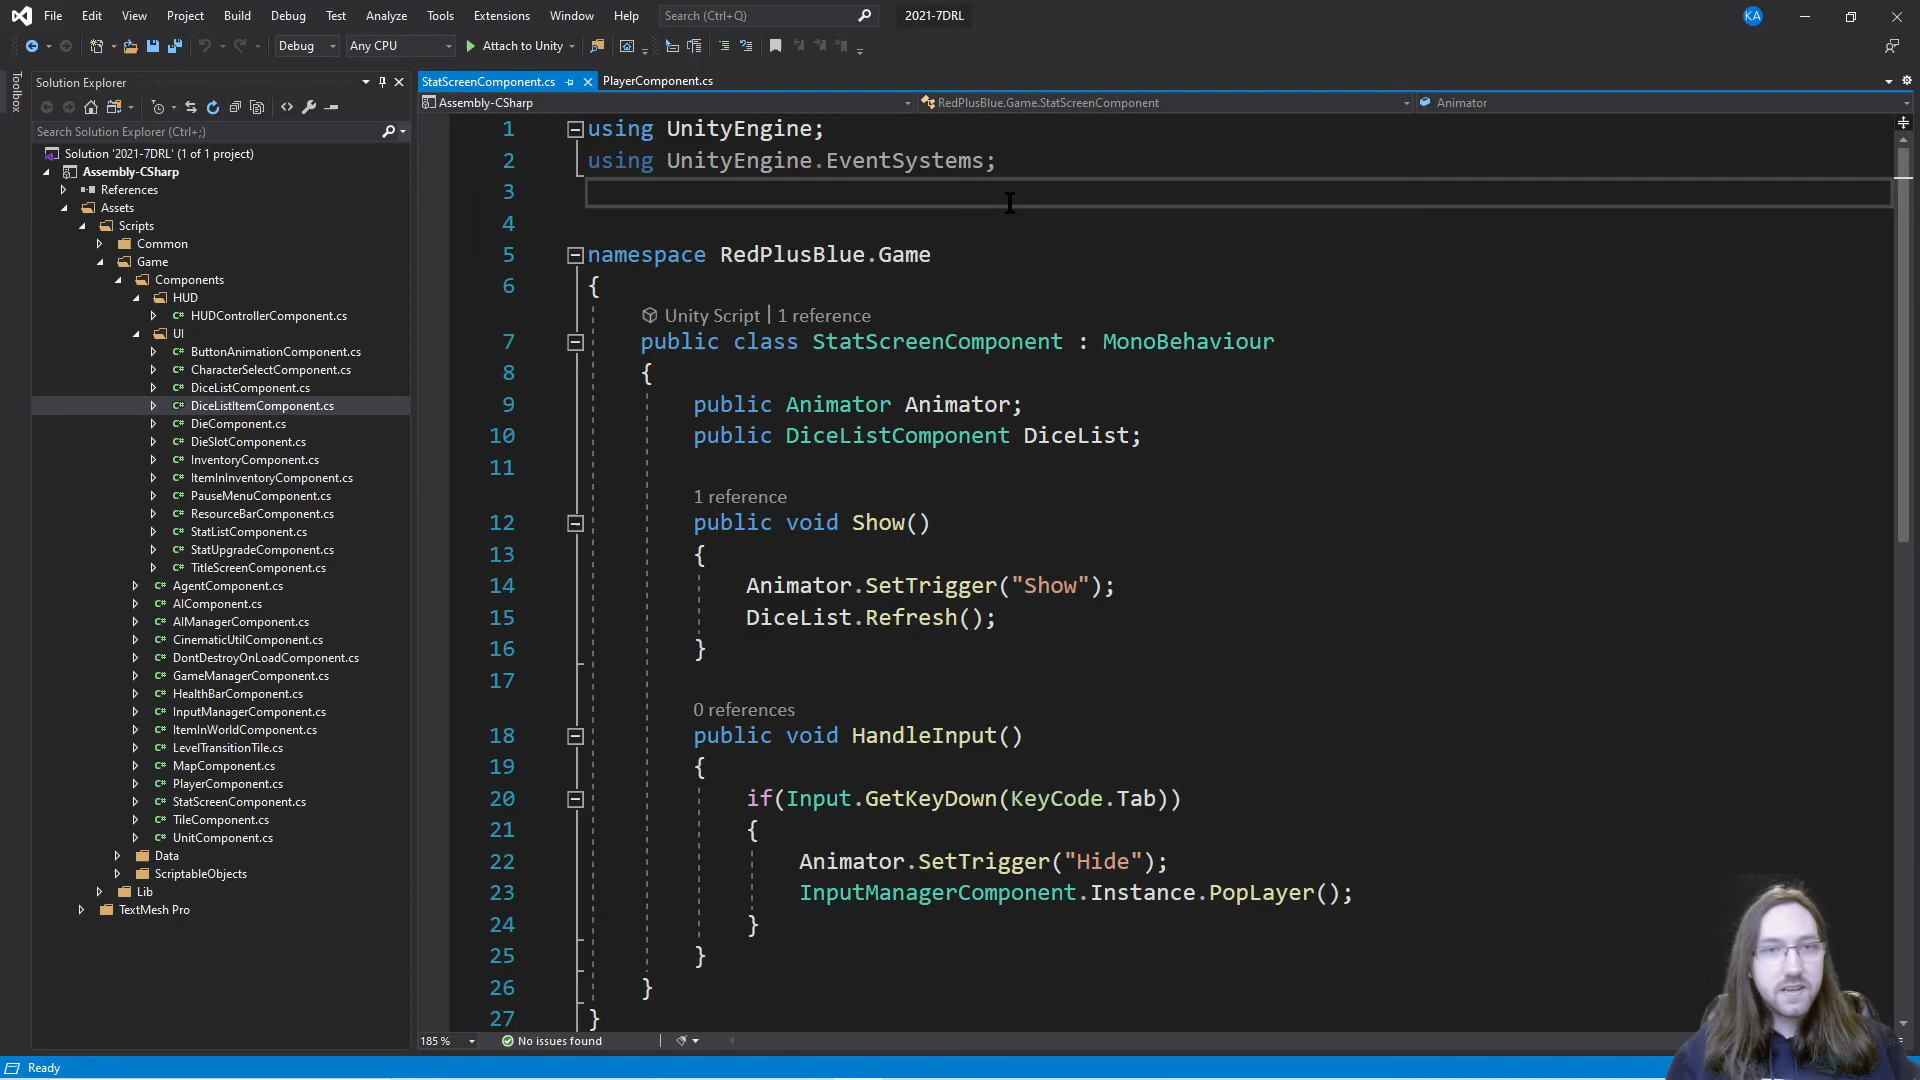 File Edit View Project Build Debug Test Analyze Tools Extensions Window Help Search (Ctrl+Q) 2021-7DRL KA
Debug Any CPU Attach to Unity
Toolbox
Solution Explorer
Search Solution Explorer (Ctrl+;)
Solution '2021-7DRL' (1 of 1 project)
Assembly-CSharp
References
Assets
Scripts
Common
Game
Components
HUD
C# HUDControllerComponent.cs
UI
C# ButtonAnimationComponent.cs
C# CharacterSelectComponent.cs
C# DiceListComponent.cs
C# DiceListItemComponent.cs
C# DieComponent.cs
C# DieSlotComponent.cs
C# InventoryComponent.cs
C# ItemInInventoryComponent.cs
C# PauseMenuComponent.cs
C# ResourceBarComponent.cs
C# StatListComponent.cs
C# StatUpgradeComponent.cs
C# TitleScreenComponent.cs
C# AgentComponent.cs
C# AIComponent.cs
C# AIManagerComponent.cs
C# CinematicUtilComponent.cs
C# DontDestroyOnLoadComponent.cs
C# GameManagerComponent.cs
C# HealthBarComponent.cs
C# InputManagerComponent.cs
C# ItemInWorldComponent.cs
C# LevelTransitionTile.cs
C# MapComponent.cs
C# PlayerComponent.cs
C# StatScreenComponent.cs
C# TileComponent.cs
C# UnitComponent.cs
Data
ScriptableObjects
Lib
TextMesh Pro
StatScreenComponent.cs PlayerComponent.cs
Assembly-CSharp RedPlusBlue.Game.StatScreenComponent Animator
1 using UnityEngine;
2 using UnityEngine.EventSystems;
3
4
5 namespace RedPlusBlue.Game
6 {
Unity Script | 1 reference
7 public class StatScreenComponent : MonoBehaviour
8 {
9 public Animator Animator;
10 public DiceListComponent DiceList;
11
1 reference
12 public void Show()
13 {
14 Animator.SetTrigger("Show");
15 DiceList.Refresh();
16 }
17
0 references
18 public void HandleInput()
19 {
20 if(Input.GetKeyDown(KeyCode.Tab))
21 {
22 Animator.SetTrigger("Hide");
23 InputManagerComponent.Instance.PopLayer();
24 }
25 }
26 }
27 }
185 % No issues found
Ready